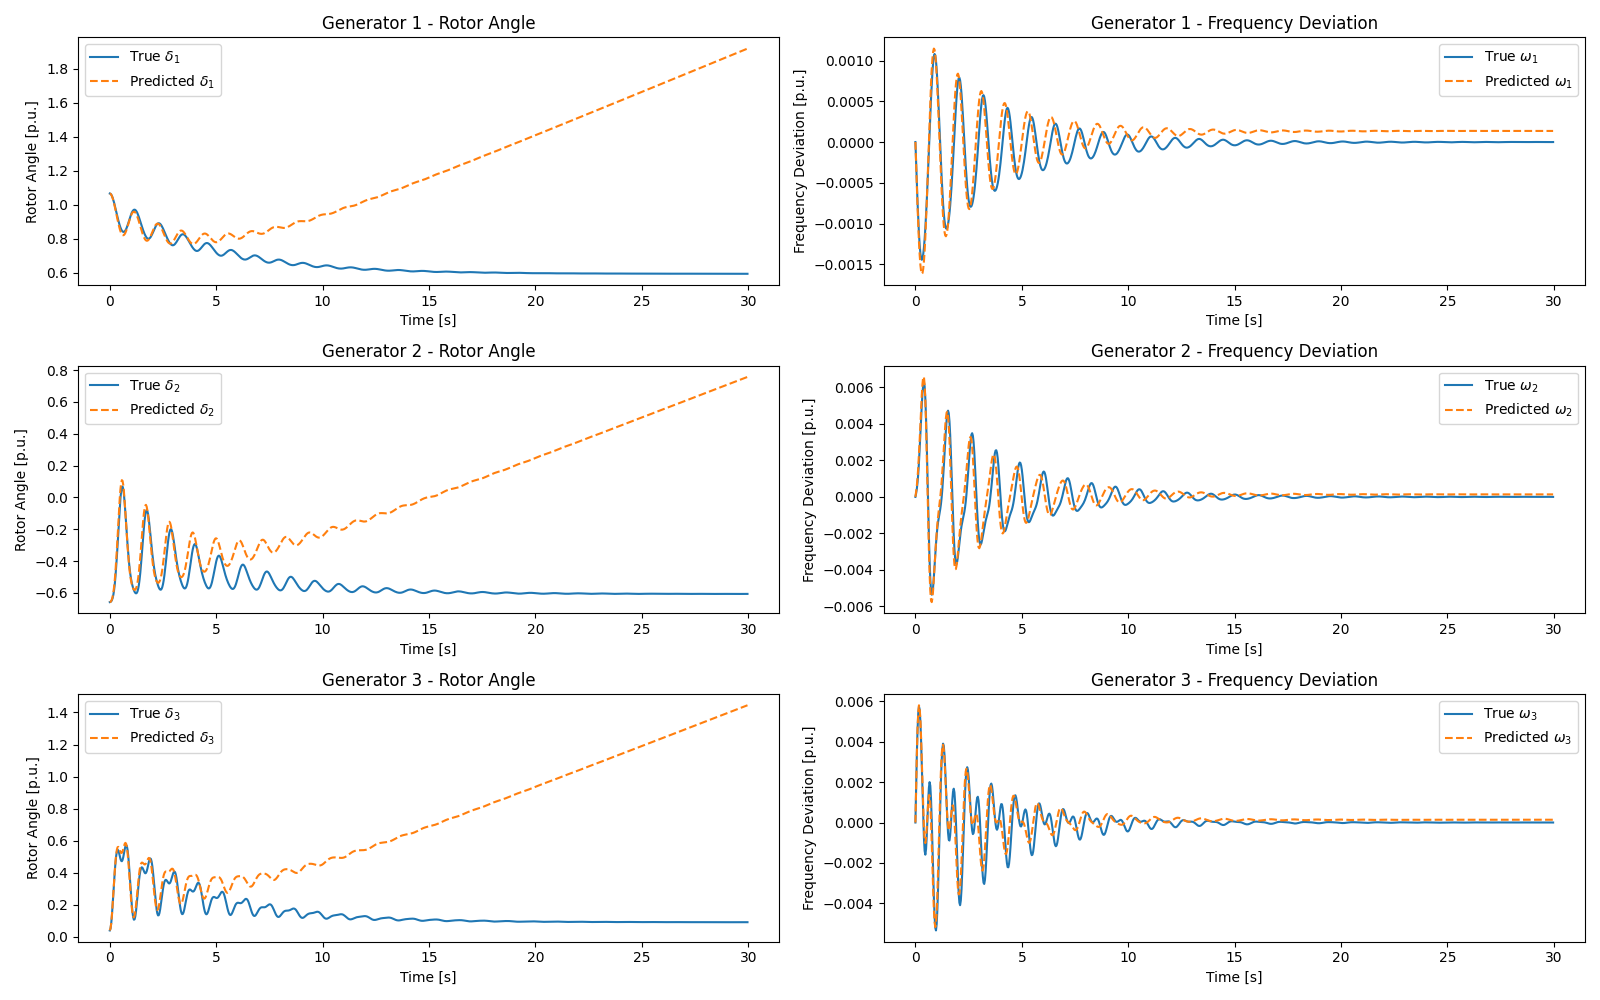 Generator 1 - Rotor Angle
Rotor Angle [p.u.]
1.8
1.6
1.4
1.2
1.0
0.8
0.6
True δ1
Predicted δ1
0 5 10 15 20 25 30
Time [s]
Generator 1 - Frequency Deviation
Frequency Deviation [p.u.]
0.0010
0.0005
0.0000
−0.0005
−0.0010
−0.0015
True ω1
Predicted ω1
0 5 10 15 20 25 30
Time [s]
Generator 2 - Rotor Angle
Rotor Angle [p.u.]
0.8
0.6
0.4
0.2
0.0
−0.2
−0.4
−0.6
True δ2
Predicted δ2
0 5 10 15 20 25 30
Time [s]
Generator 2 - Frequency Deviation
Frequency Deviation [p.u.]
0.006
0.004
0.002
0.000
−0.002
−0.004
−0.006
True ω2
Predicted ω2
0 5 10 15 20 25 30
Time [s]
Generator 3 - Rotor Angle
Rotor Angle [p.u.]
1.4
1.2
1.0
0.8
0.6
0.4
0.2
0.0
True δ3
Predicted δ3
0 5 10 15 20 25 30
Time [s]
Generator 3 - Frequency Deviation
Frequency Deviation [p.u.]
0.006
0.004
0.002
0.000
−0.002
−0.004
True ω3
Predicted ω3
0 5 10 15 20 25 30
Time [s]